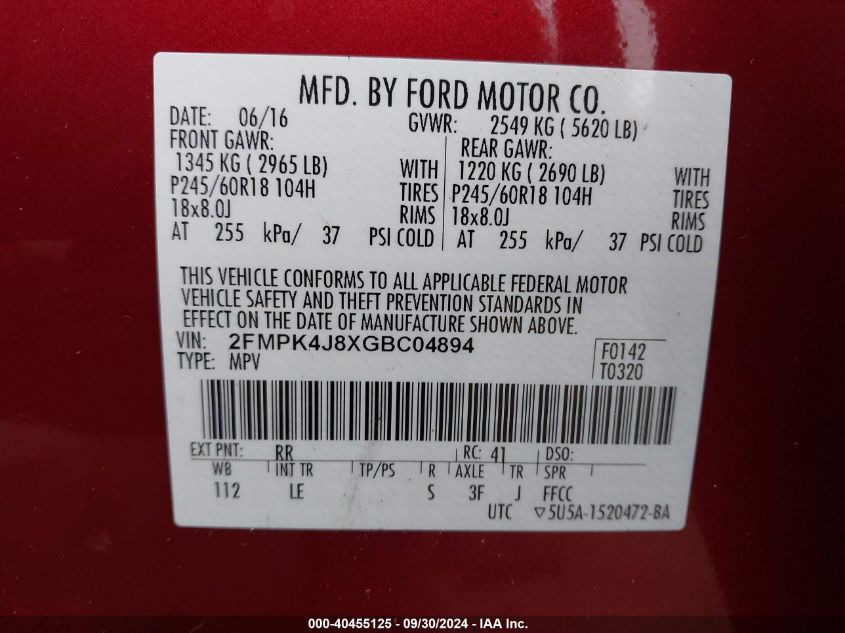 MFD. BY FORD MOTOR CO.
DATE: 06/16 GVWR: 2549 KG ( 5620 LB)
FRONT GAWR: REAR GAWR:
1345 KG ( 2965 LB) WITH 1220 KG ( 2690 LB) WITH
P245/60R18 104H TIRES P245/60R18 104H TIRES
18x8.0J RIMS 18x8.0J RIMS
AT 255 kPa/ 37 PSI COLD AT 255 kPa/ 37 PSI COLD
THIS VEHICLE CONFORMS TO ALL APPLICABLE FEDERAL MOTOR
VEHICLE SAFETY AND THEFT PREVENTION STANDARDS IN
EFFECT ON THE DATE OF MANUFACTURE SHOWN ABOVE.
VIN: 2FMPK4J8XGBC04894
TYPE: MPV
F0142
T0320
EXT PNT: RR RC: 41 DSO:
WB INT TR TP/PS R AXLE TR SPR
112 LE S 3F J FFCC
UTC ▽5U5A-1520472-BA
000-40455125 - 09/30/2024 - IAA Inc.